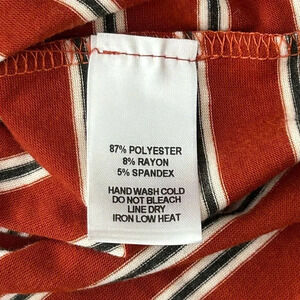 87% POLYESTER
8% RAYON
5% SPANDEX
HAND WASH COLD
DO NOT BLEACH
LINE DRY
IRON LOW HEAT